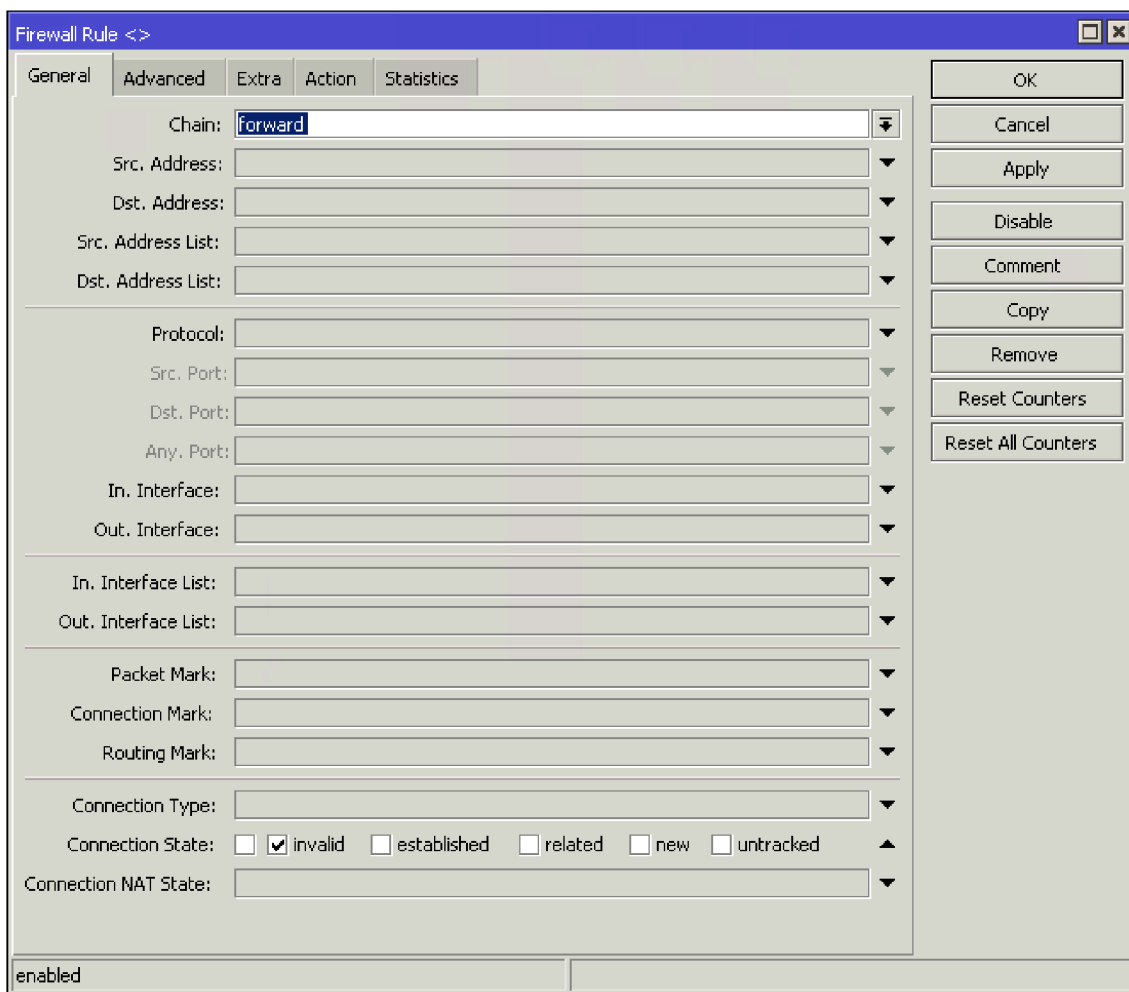 Firewall Rule <>
General Advanced Extra Action Statistics
Chain: forward
Src. Address:
Dst. Address:
Src. Address List:
Dst. Address List:
Protocol:
Src. Port:
Dst. Port:
Any. Port:
In. Interface:
Out. Interface:
In. Interface List:
Out. Interface List:
Packet Mark:
Connection Mark:
Routing Mark:
Connection Type:
Connection State: invalid established related new untracked
Connection NAT State:
OK
Cancel
Apply
Disable
Comment
Copy
Remove
Reset Counters
Reset All Counters
enabled